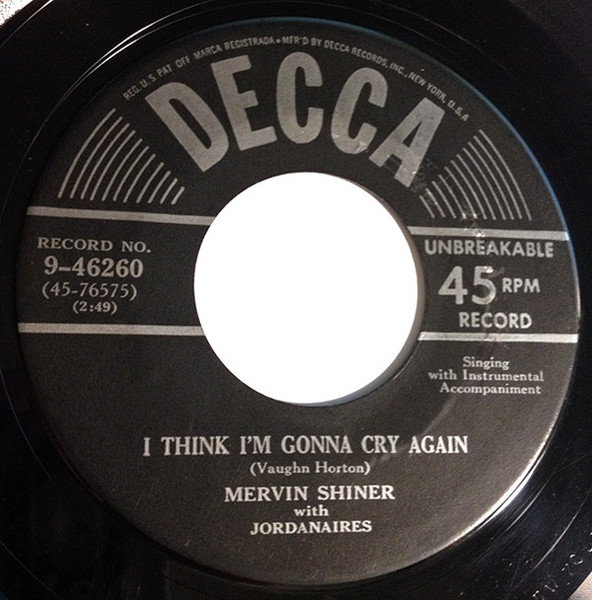 REG. U.S. PAT OFF MARCA REGISTRADA • MFR'D BY DECCA RECORDS, INC., NEW YORK, U.S.A
DECCA
RECORD NO.
9-46260
(45-76575)
(2:49)
UNBREAKABLE
45 RPM
RECORD
Singing
with Instrumental
Accompaniment
I THINK I'M GONNA CRY AGAIN
(Vaughn Horton)
MERVIN SHINER
with
JORDANAIRES